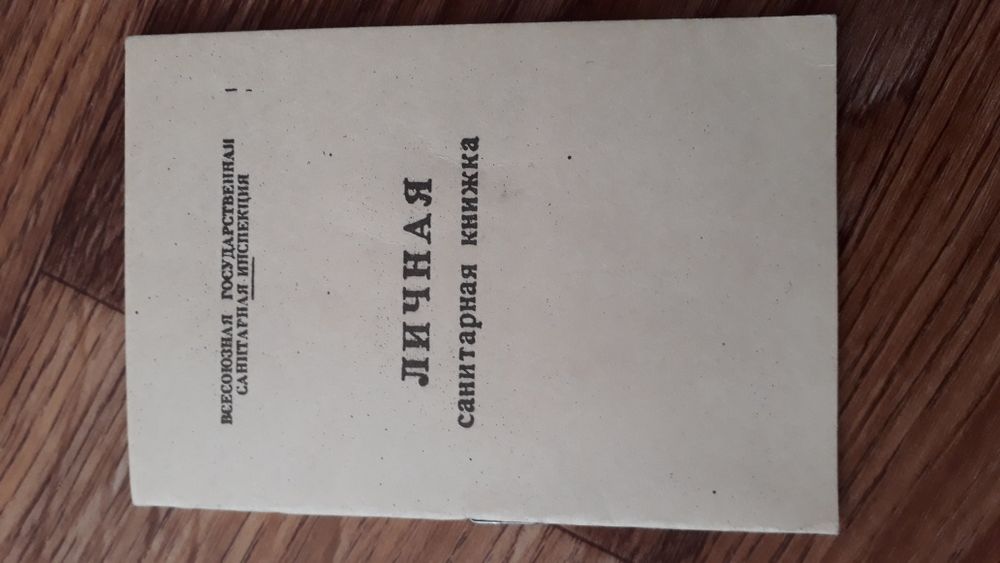 ВСЕСОЮЗНАЯ ГОСУДАРСТВЕННАЯ
САНИТАРНАЯ ИНСПЕКЦИЯ
ЛИЧНАЯ
санитарная книжка